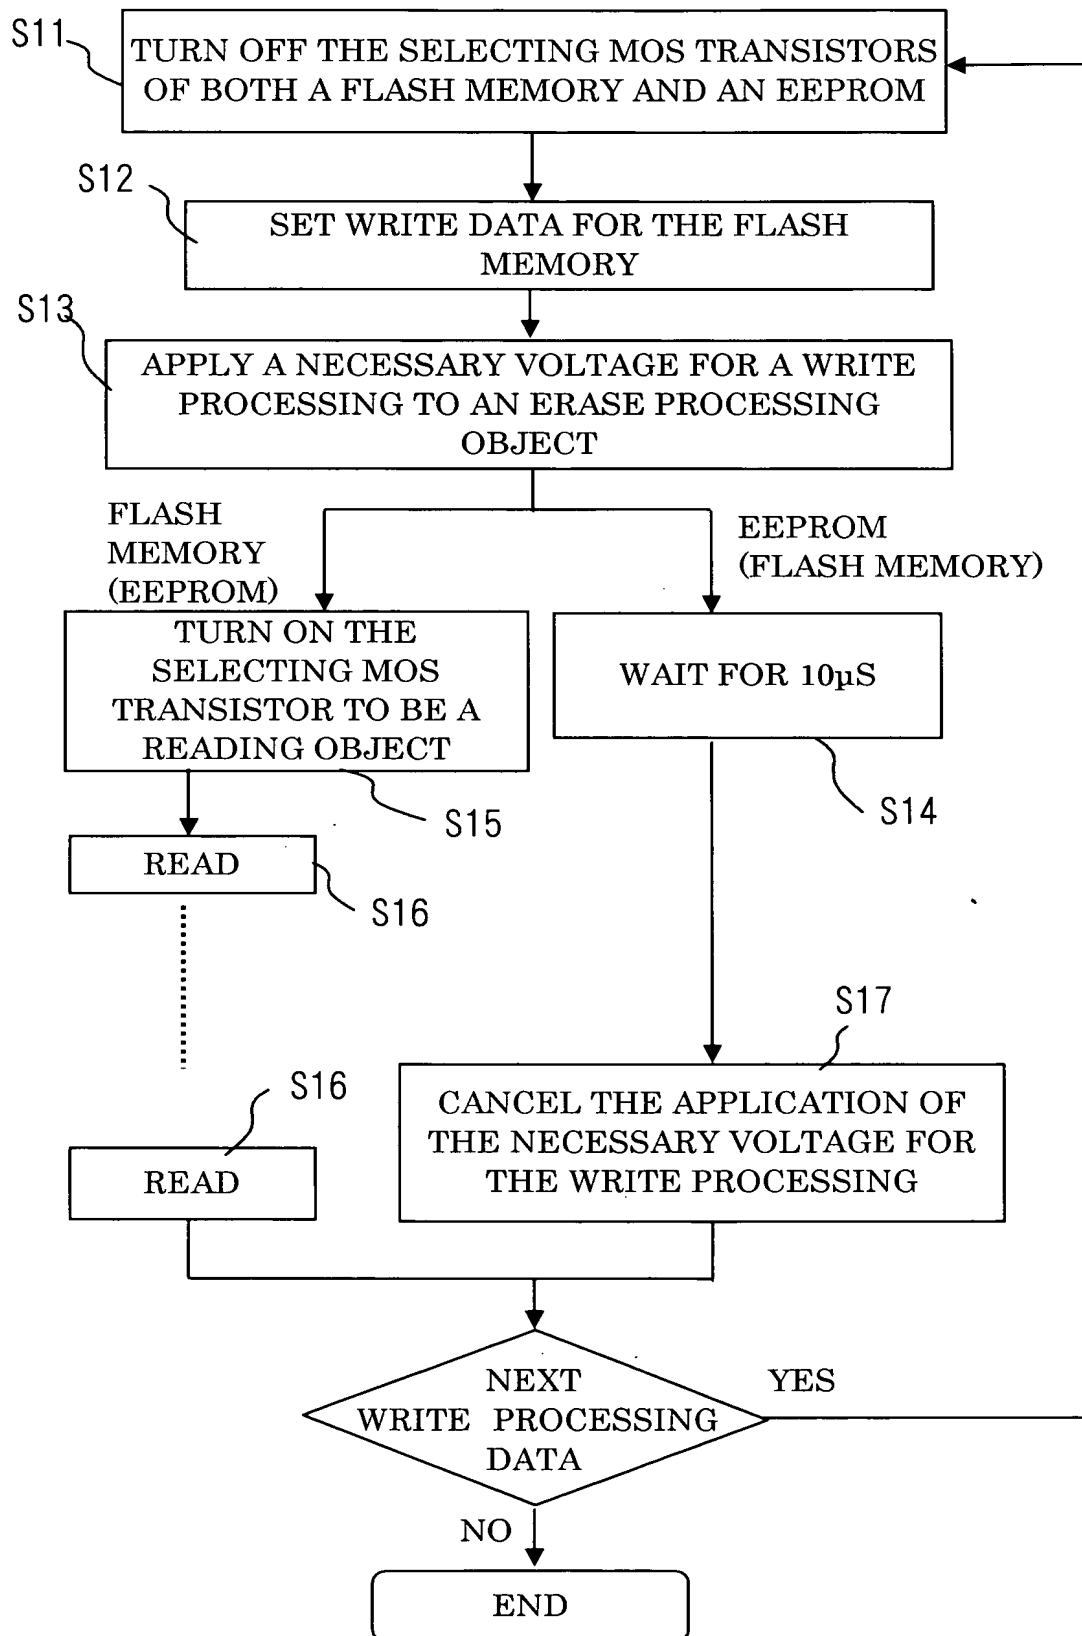 S11
TURN OFF THE SELECTING MOS TRANSISTORS
OF BOTH A FLASH MEMORY AND AN EEPROM
S12
SET WRITE DATA FOR THE FLASH
MEMORY
S13
APPLY A NECESSARY VOLTAGE FOR A WRITE
PROCESSING TO AN ERASE PROCESSING
OBJECT
FLASH
MEMORY
(EEPROM)
EEPROM
(FLASH MEMORY)
TURN ON THE
SELECTING MOS
TRANSISTOR TO BE A
READING OBJECT
WAIT FOR 10µS
S15
S14
READ
S16
S17
S16
READ
CANCEL THE APPLICATION OF
THE NECESSARY VOLTAGE FOR
THE WRITE PROCESSING
NEXT
WRITE PROCESSING
DATA
YES
NO
END